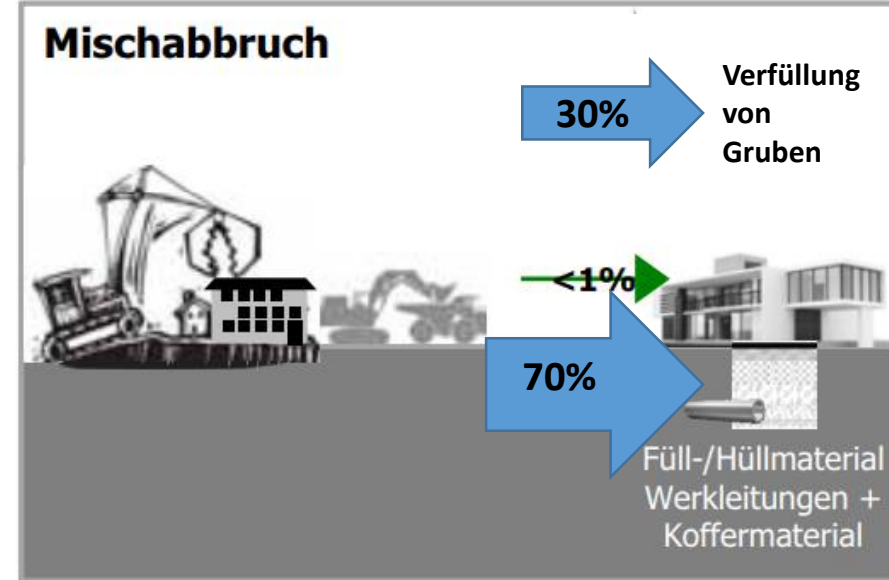 Mischabbruch
30%
Verfüllung
von
Gruben
<1%
70%
Füll-/Hüllmaterial
Werkleitungen +
Koffermaterial